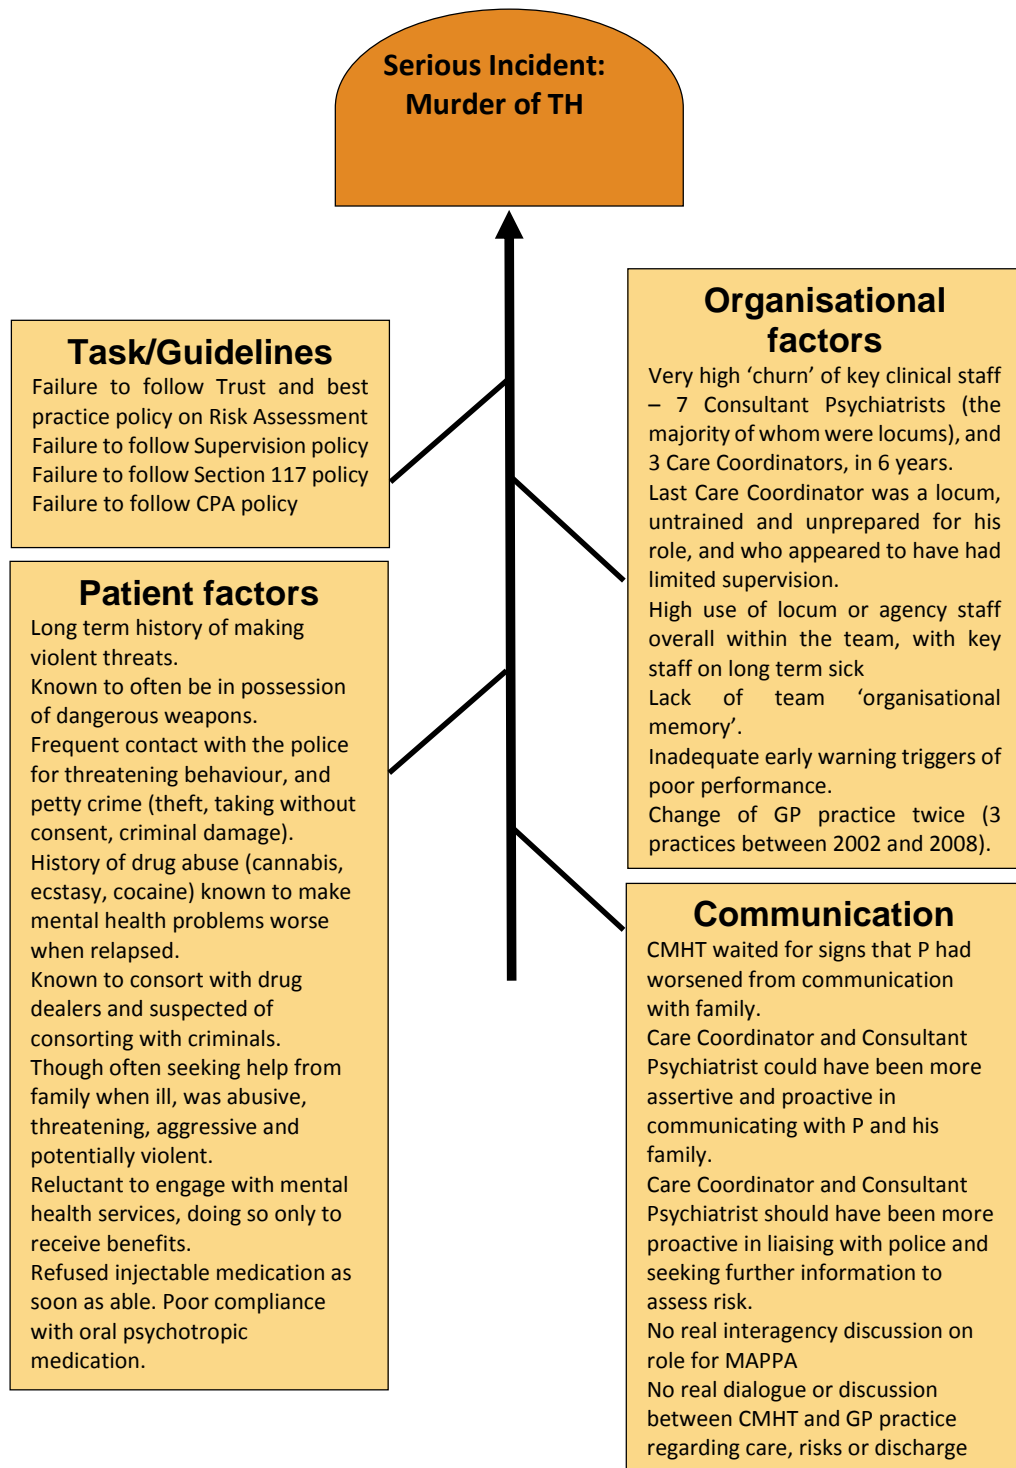 Serious Incident:
Murder of TH
Task/Guidelines
Failure to follow Trust and best
practice policy on Risk Assessment
Failure to follow Supervision policy
Failure to follow Section 117 policy
Failure to follow CPA policy
Patient factors
Long term history of making
violent threats.
Known to often be in possession
of dangerous weapons.
Frequent contact with the police
for threatening behaviour, and
petty crime (theft, taking without
consent, criminal damage).
History of drug abuse (cannabis,
ecstasy, cocaine) known to make
mental health problems worse
when relapsed.
Known to consort with drug
dealers and suspected of
consorting with criminals.
Though often seeking help from
family when ill, was abusive,
threatening, aggressive and
potentially violent.
Reluctant to engage with mental
health services, doing so only to
receive benefits.
Refused injectable medication as
soon as able. Poor compliance
with oral psychotropic
medication.
Organisational
factors
Very high ‘churn’ of key clinical staff
– 7 Consultant Psychiatrists (the
majority of whom were locums), and
3 Care Coordinators, in 6 years.
Last Care Coordinator was a locum,
untrained and unprepared for his
role, and who appeared to have had
limited supervision.
High use of locum or agency staff
overall within the team, with key
staff on long term sick
Lack of team ‘organisational
memory’.
Inadequate early warning triggers of
poor performance.
Change of GP practice twice (3
practices between 2002 and 2008).
Communication
CMHT waited for signs that P had
worsened from communication
with family.
Care Coordinator and Consultant
Psychiatrist could have been more
assertive and proactive in
communicating with P and his
family.
Care Coordinator and Consultant
Psychiatrist should have been more
proactive in liaising with police and
seeking further information to
assess risk.
No real interagency discussion on
role for MAPPA
No real dialogue or discussion
between CMHT and GP practice
regarding care, risks or discharge